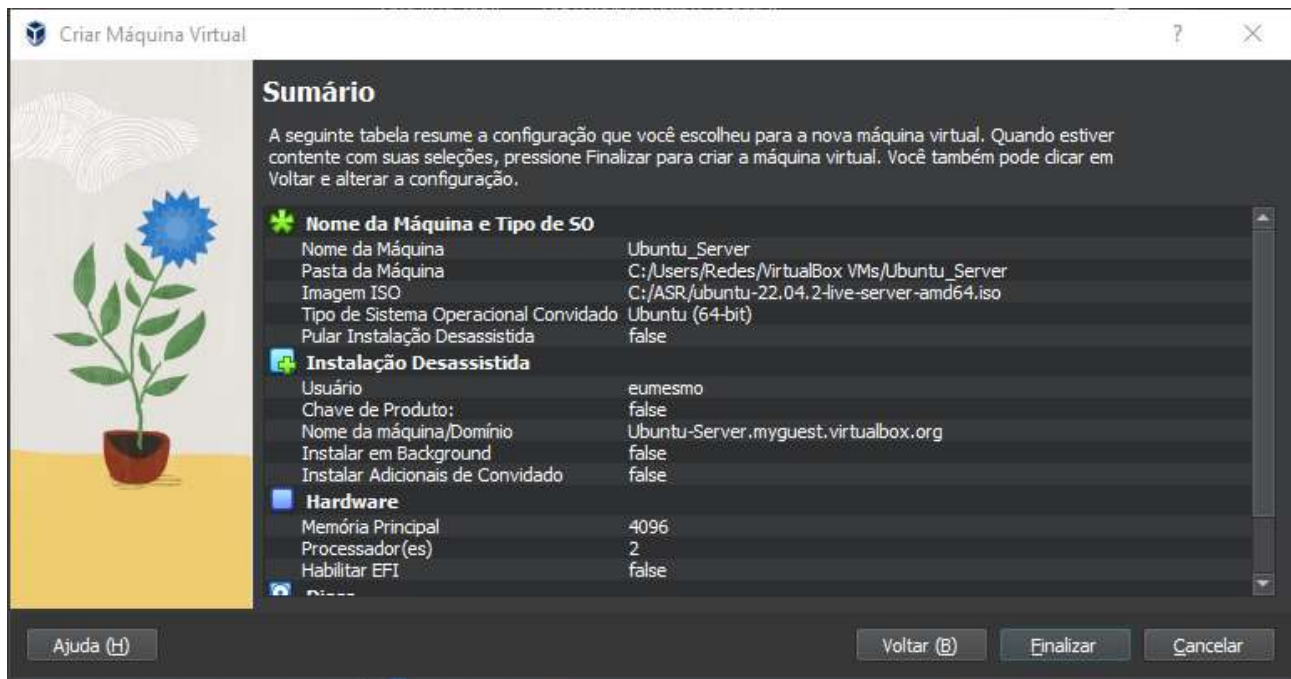 Criar Máquina Virtual
Sumário
A seguinte tabela resume a configuração que você escolheu para a nova máquina virtual. Quando estiver
contente com suas seleções, pressione Finalizar para criar a máquina virtual. Você também pode clicar em
Voltar e alterar a configuração.
Nome da Máquina e Tipo de SO
Nome da Máquina Ubuntu_Server
Pasta da Máquina C:/Users/Redes/VirtualBox VMs/Ubuntu_Server
Imagem ISO C:/ASR/ubuntu-22.04.2-live-server-amd64.iso
Tipo de Sistema Operacional Convidado Ubuntu (64-bit)
Pular Instalação Desassistida false
Instalação Desassistida
Usuário eumesmo
Chave de Produto: false
Nome da máquina/Domínio Ubuntu-Server.myguest.virtualbox.org
Instalar em Background false
Instalar Adicionais de Convidado false
Hardware
Memória Principal 4096
Processador(es) 2
Habilitar EFI false
Ajuda (H) Voltar (B) Finalizar Cancelar